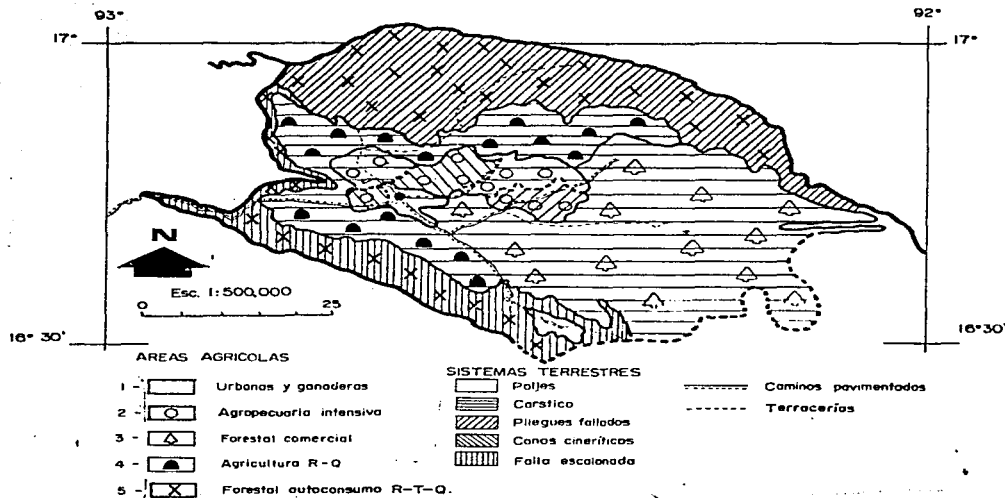 93° 92°
17° 17°
N
Esc. 1:500,000
0 25
16° 30' 16° 30'
AREAS AGRICOLAS
1 - Urbanas y ganaderas
2 - Agropecuaria intensiva
3 - Forestal comercial
4 - Agricultura R-Q
5 - Forestal autoconsumo R-T-Q.
SISTEMAS TERRESTRES
Poljes
Carstico
Pliegues fallados
Conos cineríticos
Falla escalonada
Caminos pavimentados
Terracerías